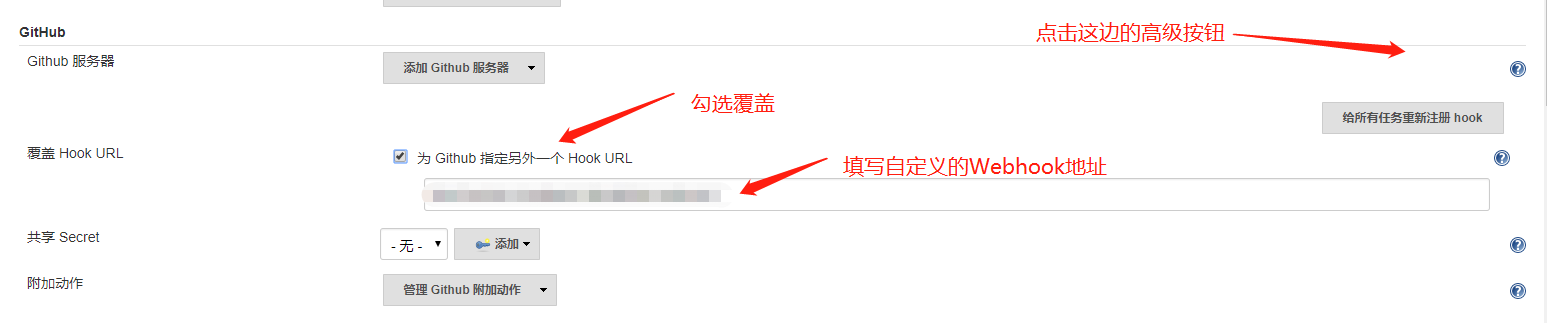 GitHub
点击这边的高级按钮
Github 服务器
添加 Github 服务器
勾选覆盖
给所有任务重新注册 hook
覆盖 Hook URL
为 Github 指定另外一个 Hook URL
填写自定义的Webhook地址
共享 Secret
- 无 -
添加
附加动作
管理 Github 附加动作